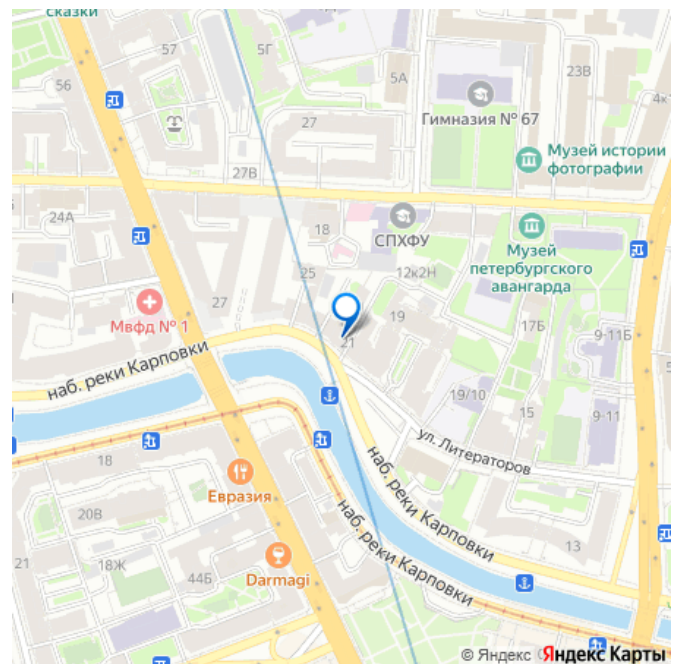 сказки
57
5Г
5А
23В
56
Гимназия № 67
27
Музей истории
фотографии
27В
24А
18
СПХФУ
Музей
петербургского
авангарда
25
12к2Н
27
Мвфд № 1
19
17Б
9-11Б
21
наб. реки Карповки
19/10
15
9-11
ул. Литераторов
18
Евразия
наб. реки Карповки
20В
наб. реки Карповки
13
21
18Ж
44Б
Darmagi
© Яндекс
Яндекс Карты